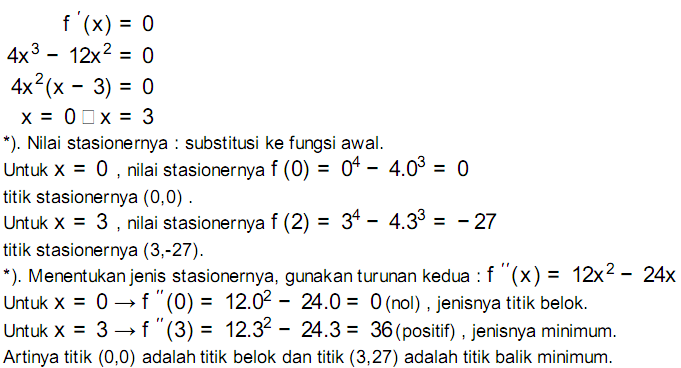 f '(x) = 0
4x³ − 12x² = 0
4x²(x − 3) = 0
x = 0 □ x = 3
*). Nilai stasionernya : substitusi ke fungsi awal.
Untuk x = 0 , nilai stasionernya f (0) = 0⁴ − 4.0³ = 0
titik stasionernya (0,0) .
Untuk x = 3 , nilai stasionernya f (2) = 3⁴ − 4.3³ = − 27
titik stasionernya (3,-27).
*). Menentukan jenis stasionernya, gunakan turunan kedua : f ''(x) = 12x² − 24x
Untuk x = 0 → f ''(0) = 12.0² − 24.0 = 0 (nol) , jenisnya titik belok.
Untuk x = 3 → f ''(3) = 12.3² − 24.3 = 36 (positif) , jenisnya minimum.
Artinya titik (0,0) adalah titik belok dan titik (3,27) adalah titik balik minimum.